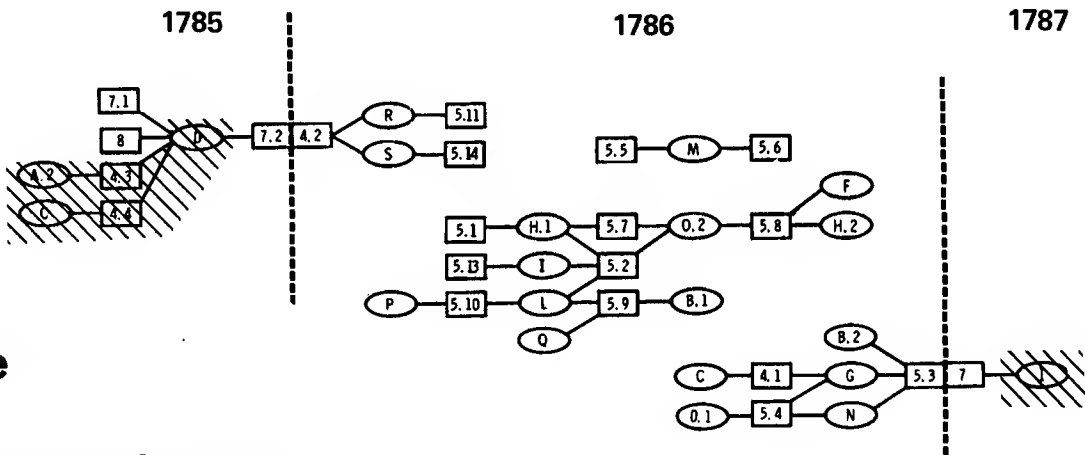 1785 1786 1787
7.1
R 5.11
8 D 7.2 4.2
S 5.14 5.5 M 5.6
A.2 4.3
F
C 4.4
5.1 H.1 5.7 O.2 5.8 H.2
5.13 I 5.2
P 5.10 L 5.9 B.1
Q B.2
e
C 4.1 G 5.3 7 J
O.1 5.4 N